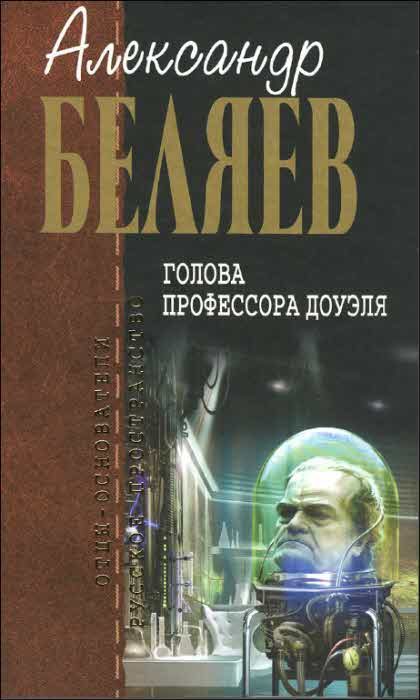 Александр
БЕЛЯЕВ
ГОЛОВА
ПРОФЕССОРА ДОУЭЛЯ
ОТЦЫ-ОСНОВАТЕЛИ
РУССКОЕ ПРОСТРАНСТВО